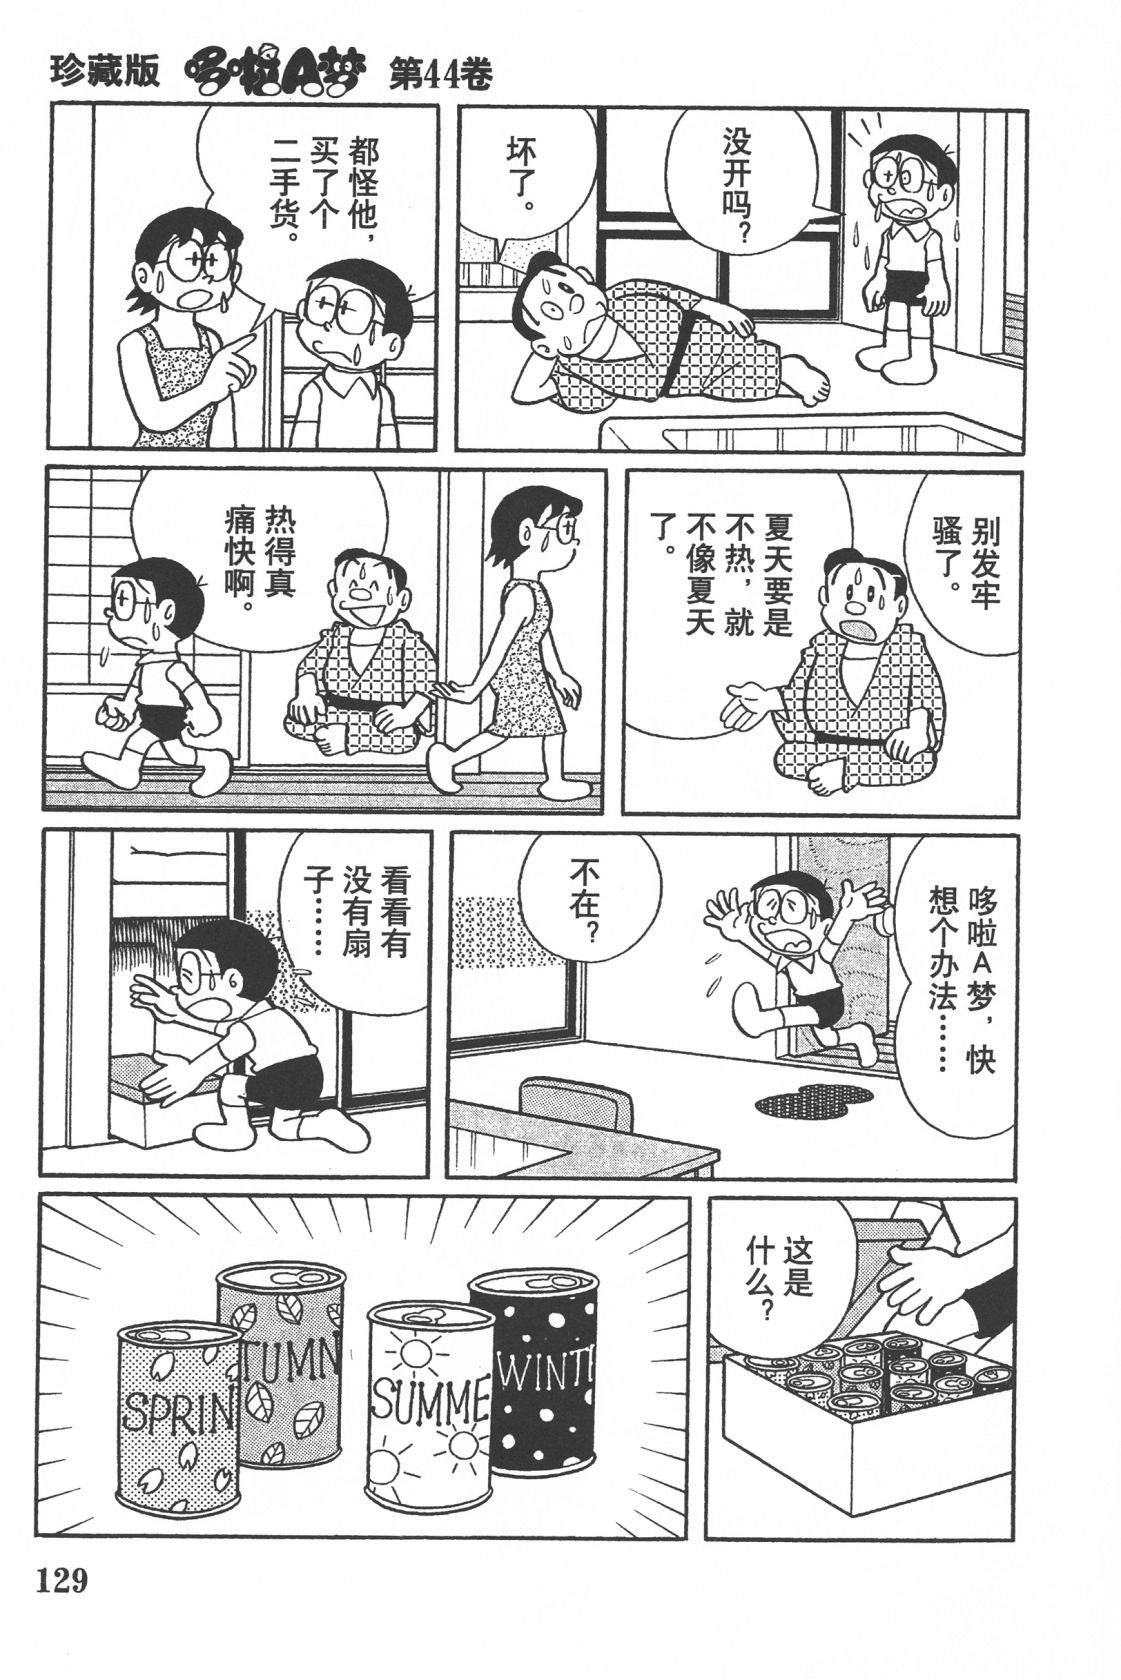 珍藏版 哆啦A梦 第44卷
没开吗？
坏了。
都怪他，
买了个
二手货。
别发牢
骚了。
夏天要是
不热，就
不像夏天
了。
热得真
痛快啊。
哆啦A梦，快
想个办法……
不在？
看看有
没有扇
子……
这是
什么？
SPRIN
TUMN
SUMME
WINT
129